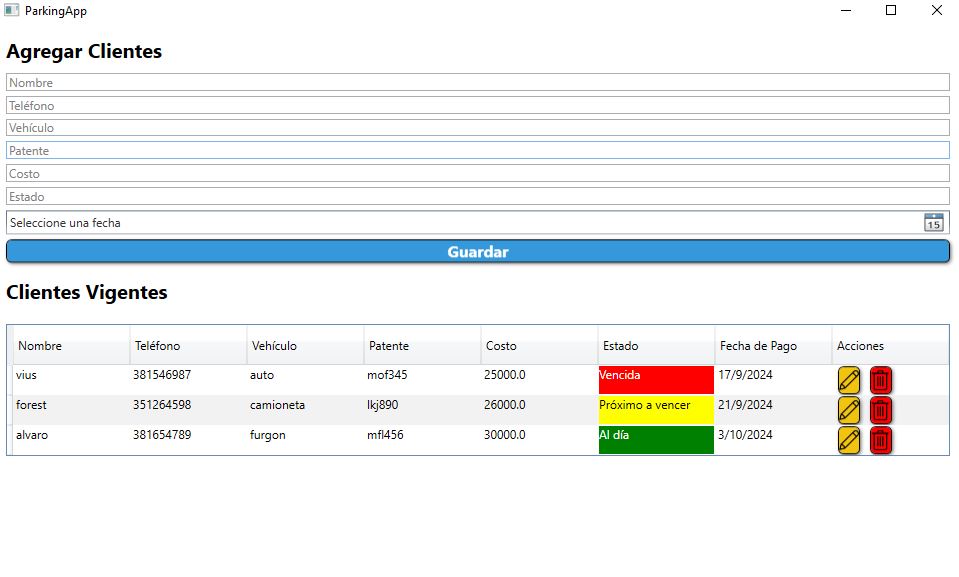 ParkingApp
Agregar Clientes
Nombre
Teléfono
Vehículo
Patente
Costo
Estado
Seleccione una fecha 15
Guardar
Clientes Vigentes
Nombre Teléfono Vehículo Patente Costo Estado Fecha de Pago Acciones
vius 381546987 auto mof345 25000.0 Vencida 17/9/2024
forest 351264598 camioneta lkj890 26000.0 Próximo a vencer 21/9/2024
alvaro 381654789 furgon mfl456 30000.0 Al día 3/10/2024